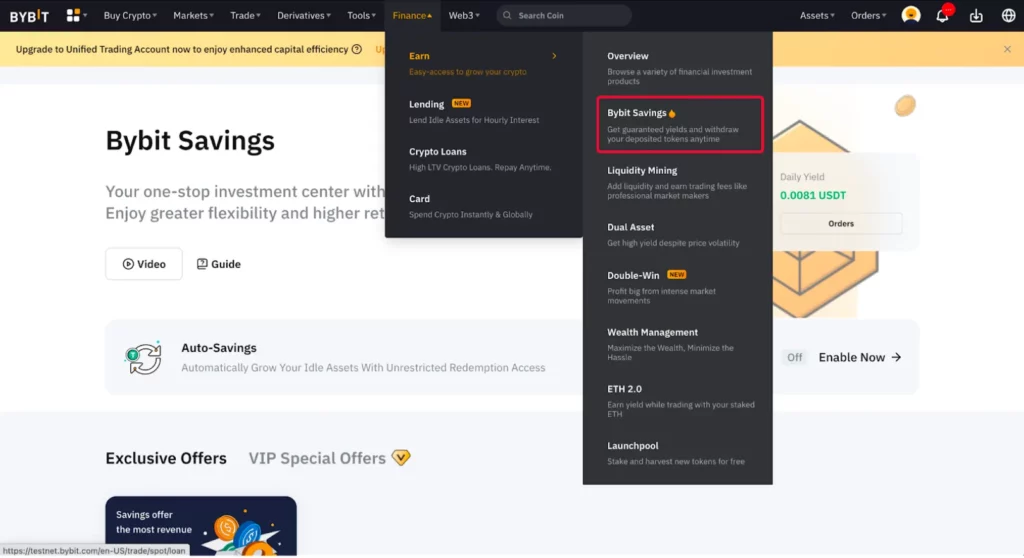 BYBIT
Buy Crypto
Markets
Trade
Derivatives
Tools
Finance
Web3
Search Coin
Assets
Orders
Upgrade to Unified Trading Account now to enjoy enhanced capital efficiency
Up
Earn
Easy-access to grow your crypto
Lending NEW
Lend Idle Assets for Hourly Interest
Crypto Loans
High LTV Crypto Loans. Repay Anytime.
Card
Spend Crypto Instantly & Globally
Overview
Browse a variety of financial investment
products
Bybit Savings
Get guaranteed yields and withdraw
your deposited tokens anytime
Liquidity Mining
Add liquidity and earn trading fees like
professional market makers
Dual Asset
Get high yield despite price volatility
Double-Win NEW
Profit big from intense market
movements
Wealth Management
Maximize the Wealth, Minimize the
Hassle
ETH 2.0
Earn yield while trading with your staked
ETH
Launchpool
Stake and harvest new tokens for free
Bybit Savings
Your one-stop investment center with
Enjoy greater flexibility and higher ret
Video
Guide
Daily Yield
0.0081 USDT
Orders
Auto-Savings
Automatically Grow Your Idle Assets With Unrestricted Redemption Access
Off
Enable Now
Exclusive Offers
VIP Special Offers
Savings offer
the most revenue
https://testnet.bybit.com/en-US/trade/spot/loan